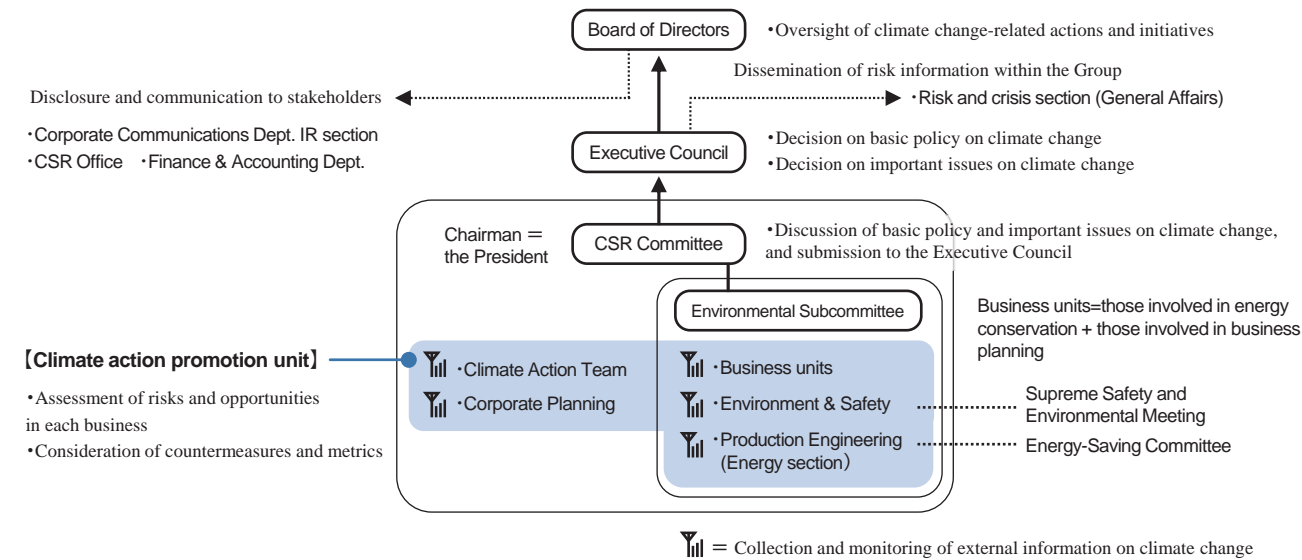 Board of Directors
・Oversight of climate change-related actions and initiatives
Dissemination of risk information within the Group
・Risk and crisis section (General Affairs)
Disclosure and communication to stakeholders
・Corporate Communications Dept. IR section
・CSR Office ・Finance & Accounting Dept.
Executive Council
・Decision on basic policy on climate change
・Decision on important issues on climate change
Chairman =
the President
CSR Committee
・Discussion of basic policy and important issues on climate change,
and submission to the Executive Council
Environmental Subcommittee
Business units=those involved in energy
conservation + those involved in business
planning
【Climate action promotion unit】
・Assessment of risks and opportunities
in each business
・Consideration of countermeasures and metrics
・Climate Action Team
・Corporate Planning
・Business units
・Environment & Safety
・Production Engineering
(Energy section)
Supreme Safety and
Environmental Meeting
Energy-Saving Committee
= Collection and monitoring of external information on climate change